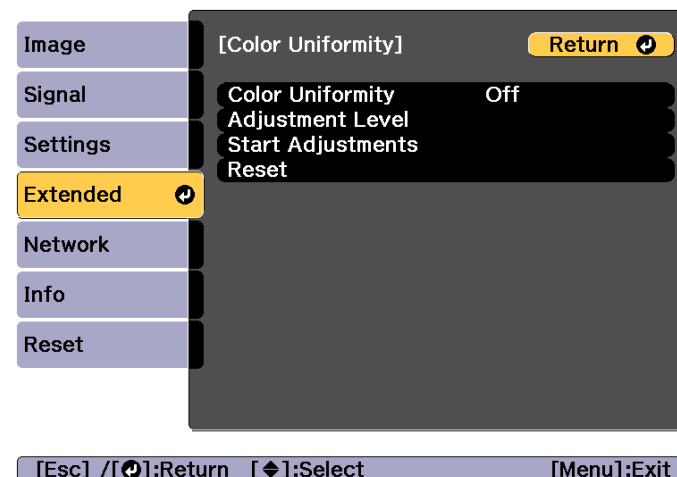 Image
Signal
Settings
Extended
Network
Info
Reset
[Color Uniformity]
Return
Color Uniformity Off
Adjustment Level
Start Adjustments
Reset
[Esc] /[ ]:Return [ ]:Select [Menu]:Exit